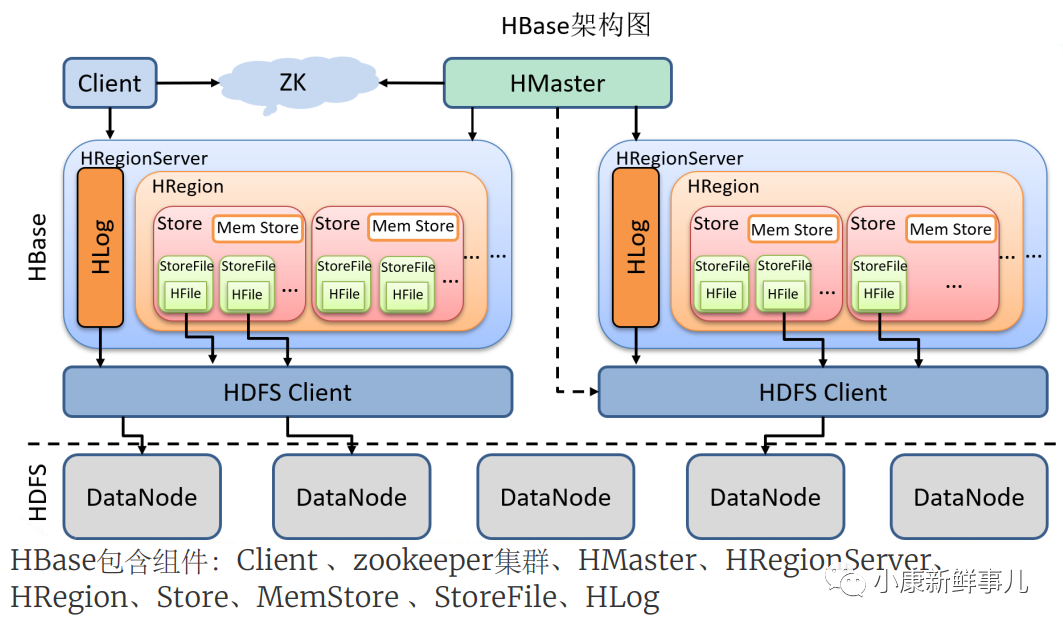 HBase架构图
Client
ZK
HMaster
HBase
HRegionServer
HLog
HRegion
Store
Mem Store
StoreFile
HFile
StoreFile
HFile
...
Store
Mem Store
StoreFile
HFile
StoreFile
HFile
...
...
...
HRegionServer
HLog
HRegion
Store
Mem Store
StoreFile
HFile
StoreFile
HFile
...
Store
Mem Store
StoreFile
HFile
...
...
...
HDFS Client
HDFS Client
HDFS
DataNode
DataNode
DataNode
DataNode
DataNode
HBase包含组件：Client 、zookeeper集群、HMaster、HRegionServer、
HRegion、Store、MemStore 、StoreFile、HLog
小康新鲜事儿